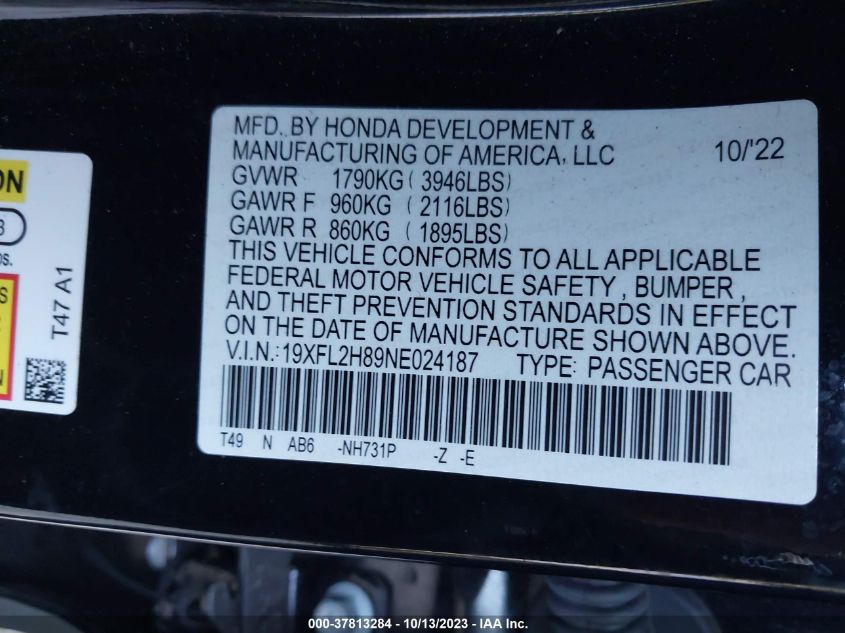 MFD. BY HONDA DEVELOPMENT &
MANUFACTURING OF AMERICA, LLC 10/'22
GVWR 1790KG ( 3946LBS)
GAWR F 960KG ( 2116LBS)
GAWR R 860KG ( 1895LBS)
THIS VEHICLE CONFORMS TO ALL APPLICABLE
FEDERAL MOTOR VEHICLE SAFETY , BUMPER ,
AND THEFT PREVENTION STANDARDS IN EFFECT
ON THE DATE OF MANUFACTURE SHOWN ABOVE.
V.I.N.:19XFL2H89NE024187 TYPE: PASSENGER CAR
T49 N AB6 -NH731P -Z -E
ON
3
os.
S
N
T47 A1
000-37813284 - 10/13/2023 - IAA Inc.